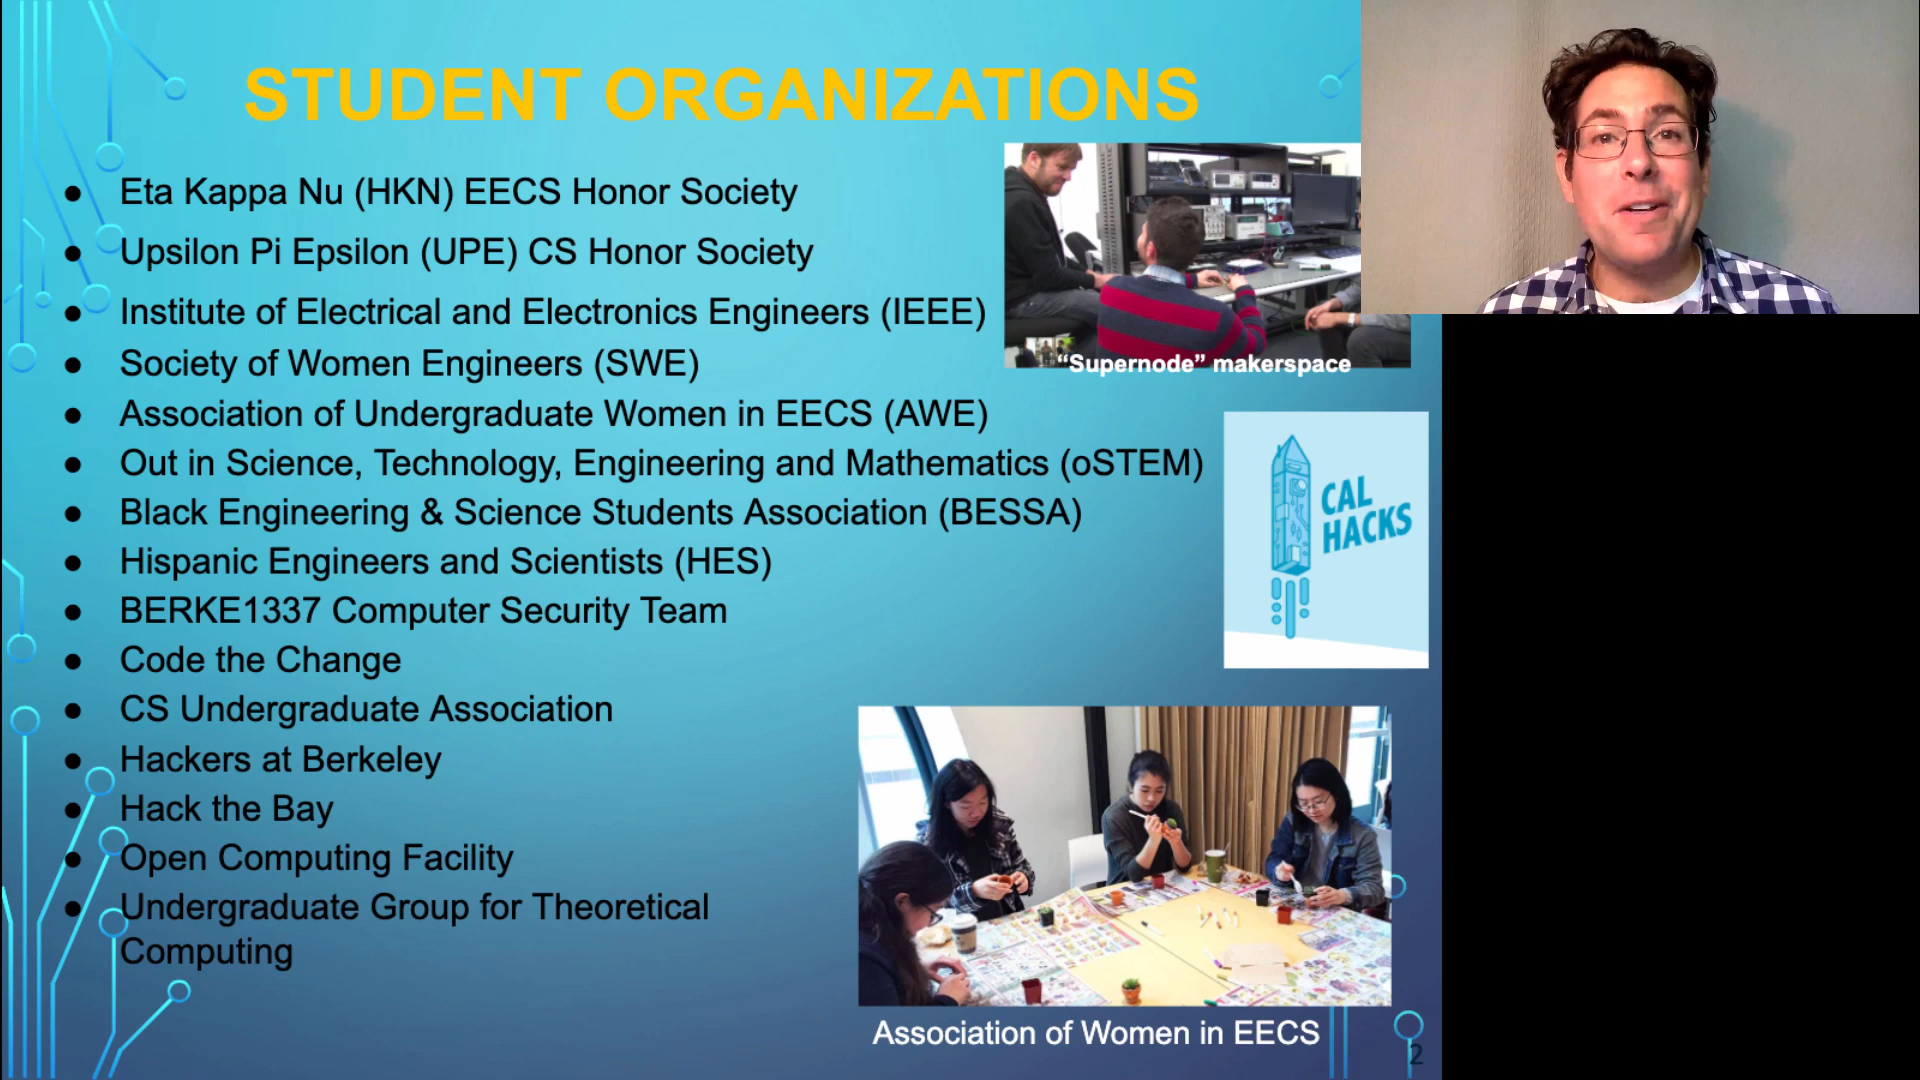 STUDENT ORGANIZATIONS
● Eta Kappa Nu (HKN) EECS Honor Society
● Upsilon Pi Epsilon (UPE) CS Honor Society
● Institute of Electrical and Electronics Engineers (IEEE)
● Society of Women Engineers (SWE)
● Association of Undergraduate Women in EECS (AWE)
● Out in Science, Technology, Engineering and Mathematics (oSTEM)
● Black Engineering & Science Students Association (BESSA)
● Hispanic Engineers and Scientists (HES)
● BERKE1337 Computer Security Team
● Code the Change
● CS Undergraduate Association
● Hackers at Berkeley
● Hack the Bay
● Open Computing Facility
● Undergraduate Group for Theoretical
Computing
“Supernode” makerspace
CAL
HACKS
Association of Women in EECS
2